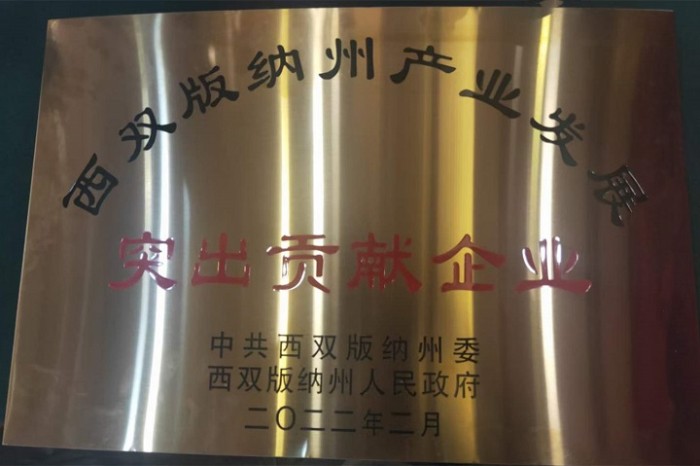 西双版纳州产业发展
突出贡献企业
中共西双版纳州委
西双版纳州人民政府
二〇二二年二月